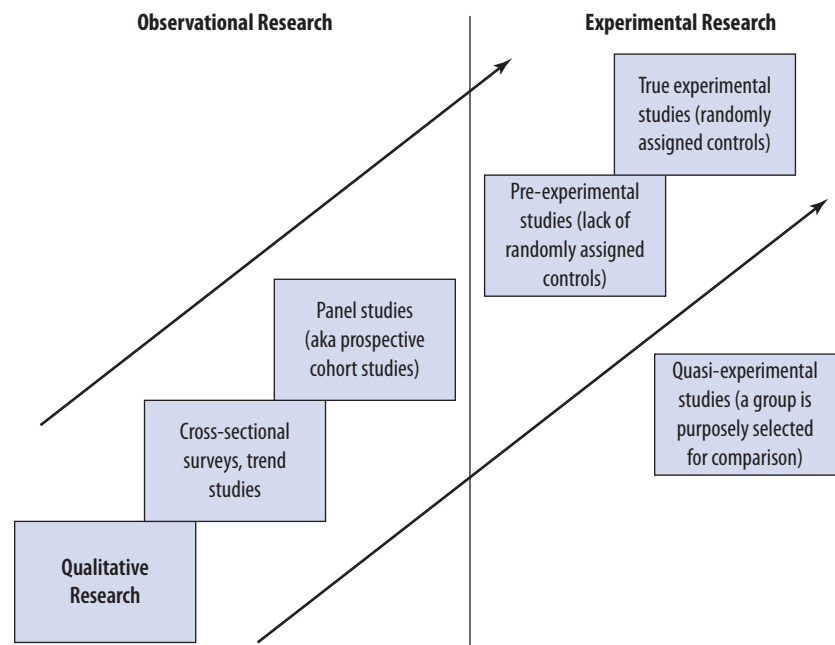 Observational Research
Experimental Research
True experimental
studies (randomly
assigned controls)
Pre-experimental
studies (lack of
randomly assigned
controls)
Panel studies
(aka prospective
cohort studies)
Quasi-experimental
studies (a group is
purposely selected
for comparison)
Cross-sectional
surveys, trend
studies
Qualitative
Research